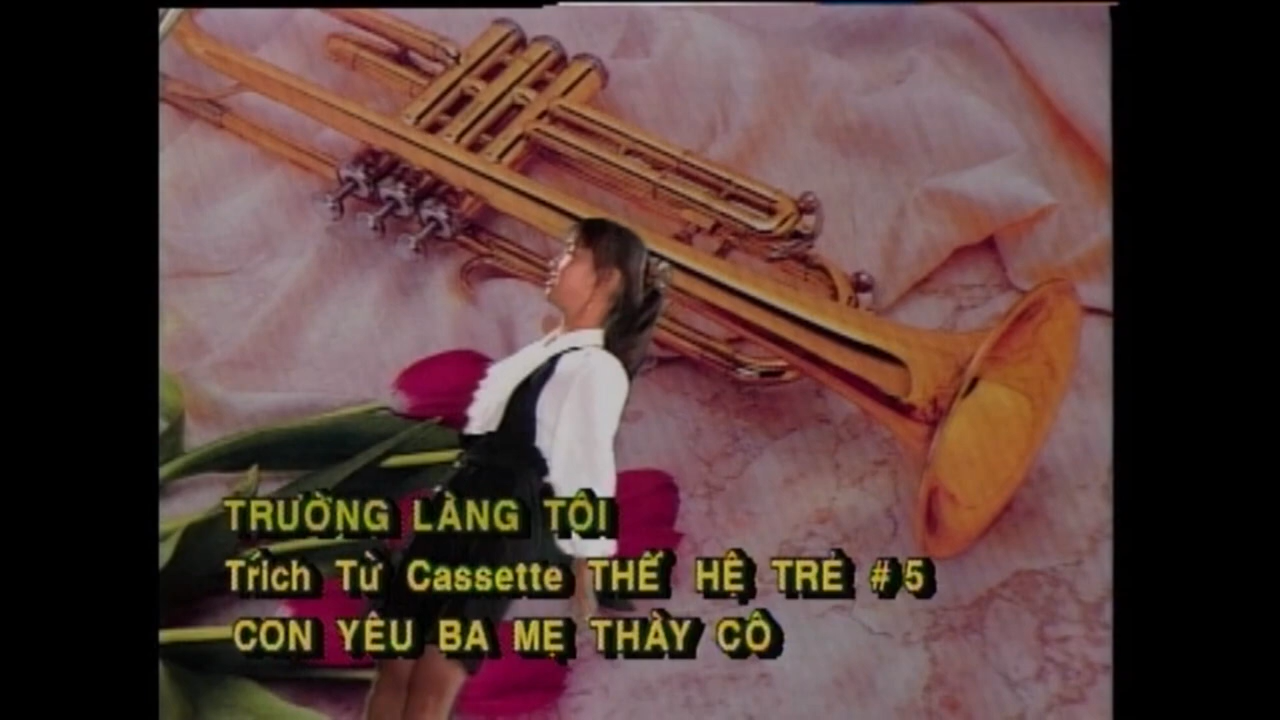 TRƯỜNG LÀNG TÔI
Trích Từ Cassette THẾ HỆ TRẺ # 5
CON YÊU BA MẸ THẦY CÔ